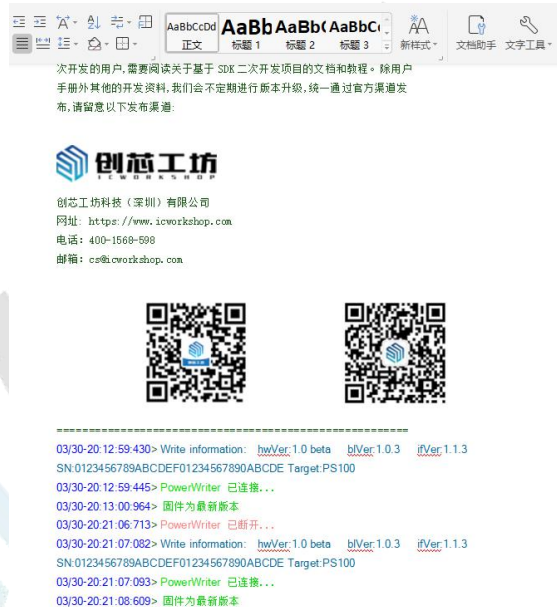 AaBbCcDd AaBb AaBb( AaBbC(
正文 标题 1 标题 2 标题 3 新样式 文档助手 文字工具
次开发的用户,需要阅读关于基于 SDK 二次开发项目的文档和教程。除用户
手册外其他的开发资料,我们会不定期进行版本升级,统一通过官方渠道发
布,请留意以下发布渠道:
创芯工坊
ICWORKSHOP
创芯工坊科技（深圳）有限公司
网址: https://www.icworkshop.com
电话: 400-1568-598
邮箱: cs@icworkshop.com
========================================================
03/30-20:12:59:430> Write information: hwVer:1.0 beta blVer:1.0.3 ifVer:1.1.3
SN:0123456789ABCDEF01234567890ABCDE Target:PS100
03/30-20:12:59:445> PowerWriter 已连接...
03/30-20:13:00:964> 固件为最新版本
03/30-20:21:06:713> PowerWriter 已断开...
03/30-20:21:07:082> Write information: hwVer:1.0 beta blVer:1.0.3 ifVer:1.1.3
SN:0123456789ABCDEF01234567890ABCDE Target:PS100
03/30-20:21:07:093> PowerWriter 已连接...
03/30-20:21:08:609> 固件为最新版本